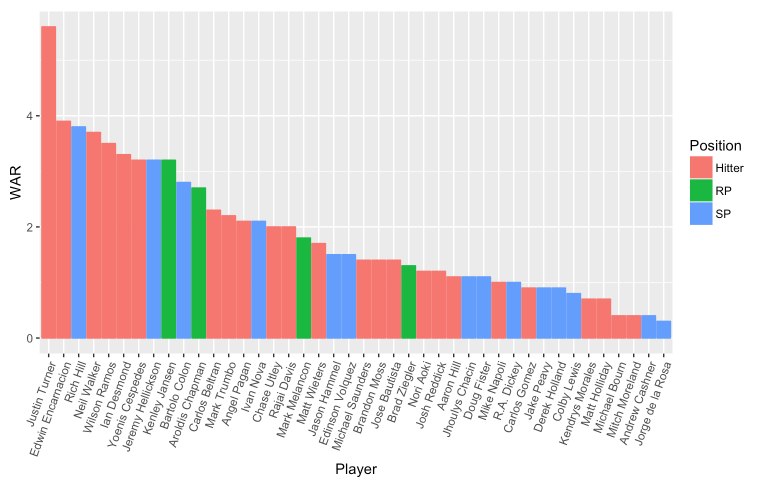 WAR
4
2
0
Justin Turner
Edwin Encarnacion
Rich Hill
Neil Walker
Wilson Ramos
Ian Desmond
Yoenis Cespedes
Jeremy Hellickson
Kenley Jansen
Bartolo Colon
Aroldis Chapman
Carlos Beltran
Mark Trumbo
Angel Pagan
Ivan Nova
Chase Utley
Rajai Davis
Mark Melancon
Matt Wieters
Jason Hammel
Edinson Volquez
Michael Saunders
Brandon Moss
Jose Bautista
Brad Ziegler
Nori Aoki
Josh Reddick
Aaron Hill
Jhoulys Chacin
Doug Fister
Mike Napoli
R.A. Dickey
Carlos Gomez
Jake Peavy
Derek Holland
Colby Lewis
Kendrys Morales
Matt Holliday
Michael Bourn
Mitch Moreland
Andrew Cashner
Jorge de la Rosa
Player
Position
Hitter
RP
SP